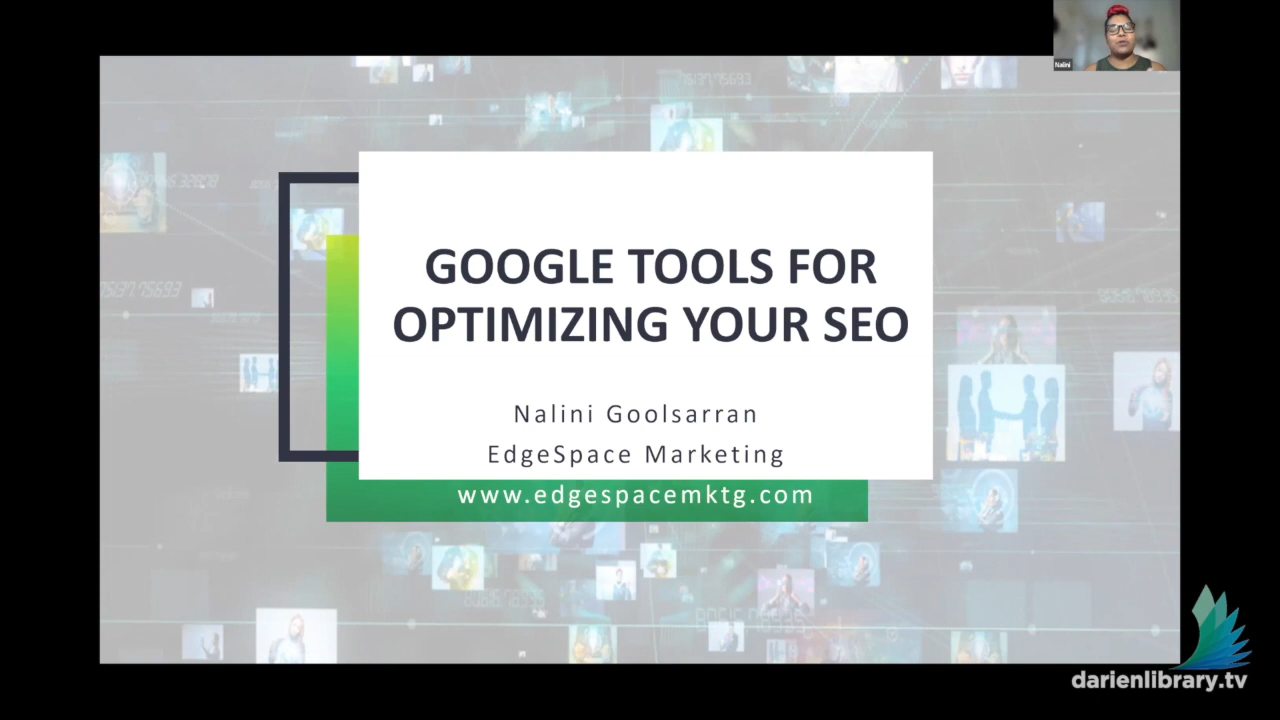 Nalini
GOOGLE TOOLS FOR
OPTIMIZING YOUR SEO
Nalini Goolsarran
EdgeSpace Marketing
www.edgespacemktg.com
darienlibrary.tv